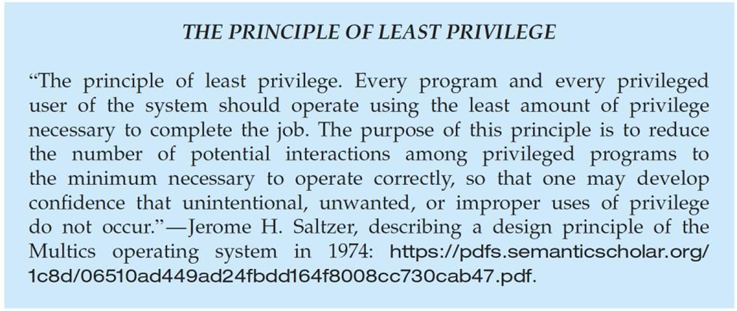 THE PRINCIPLE OF LEAST PRIVILEGE
“The principle of least privilege. Every program and every privileged
user of the system should operate using the least amount of privilege
necessary to complete the job. The purpose of this principle is to reduce
the number of potential interactions among privileged programs to
the minimum necessary to operate correctly, so that one may develop
confidence that unintentional, unwanted, or improper uses of privilege
do not occur.”—Jerome H. Saltzer, describing a design principle of the
Multics operating system in 1974: https://pdfs.semanticscholar.org/
1c8d/06510ad449ad24fbdd164f8008cc730cab47.pdf.